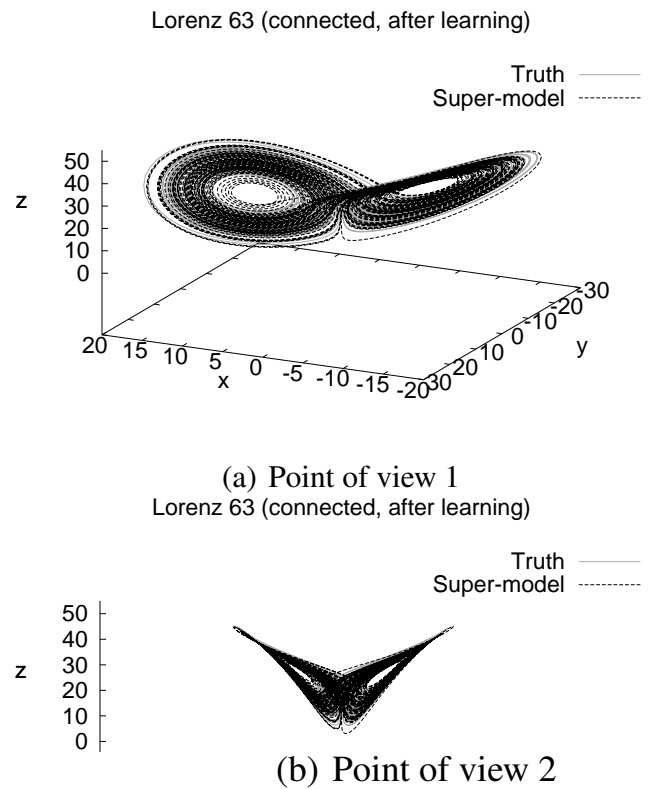 Lorenz 63 (connected, after learning)
Truth
Super-model
50
40
z
30
20
10
0
-30
-20
-10
0
y
10
20
30
20
15
10
5
x
0
-5
-10
-15
-20
(a) Point of view 1
Lorenz 63 (connected, after learning)
Truth
Super-model
50
40
z
30
20
10
0
(b) Point of view 2